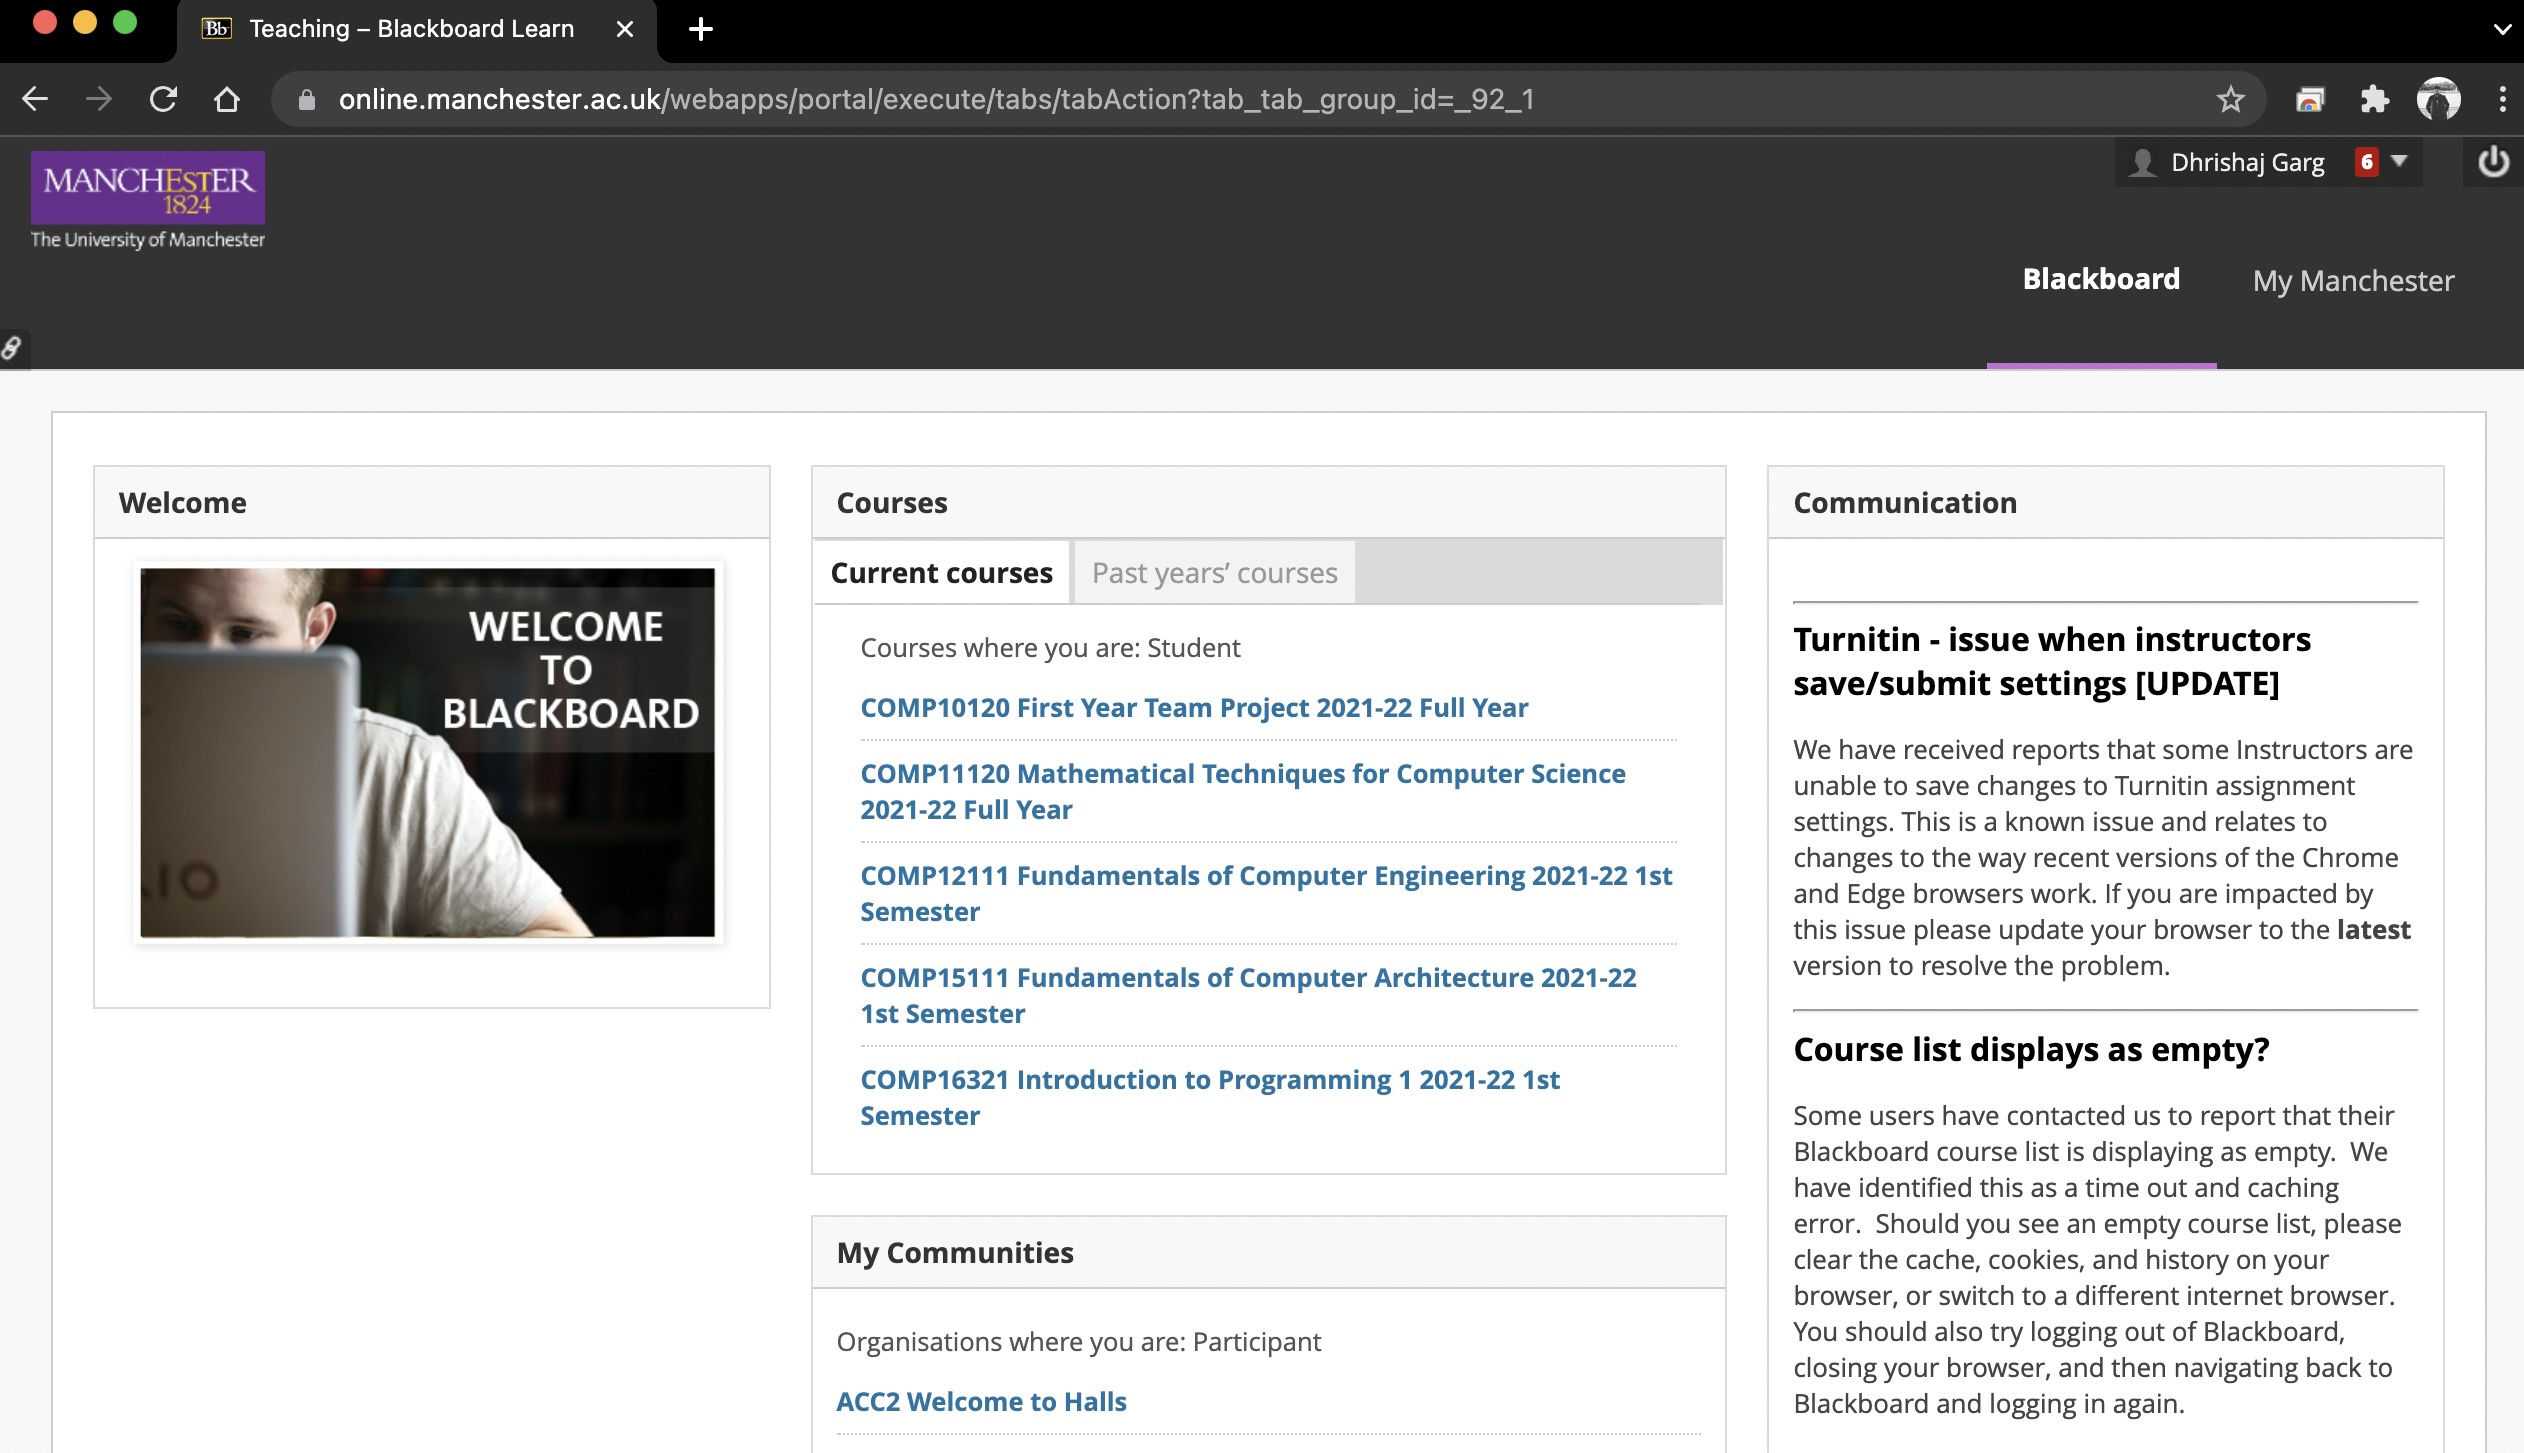 Teaching – Blackboard Learn
online.manchester.ac.uk/webapps/portal/execute/tabs/tabAction?tab_tab_group_id=_92_1
MANCHESTER
1824
The University of Manchester
Dhrishaj Garg 6
Blackboard My Manchester
Welcome
WELCOME
TO
BLACKBOARD
Courses
Current courses Past years’ courses
Courses where you are: Student
COMP10120 First Year Team Project 2021-22 Full Year
COMP11120 Mathematical Techniques for Computer Science
2021-22 Full Year
COMP12111 Fundamentals of Computer Engineering 2021-22 1st
Semester
COMP15111 Fundamentals of Computer Architecture 2021-22
1st Semester
COMP16321 Introduction to Programming 1 2021-22 1st
Semester
My Communities
Organisations where you are: Participant
ACC2 Welcome to Halls
Communication
Turnitin - issue when instructors
save/submit settings [UPDATE]
We have received reports that some Instructors are
unable to save changes to Turnitin assignment
settings. This is a known issue and relates to
changes to the way recent versions of the Chrome
and Edge browsers work. If you are impacted by
this issue please update your browser to the latest
version to resolve the problem.
Course list displays as empty?
Some users have contacted us to report that their
Blackboard course list is displaying as empty.  We
have identified this as a time out and caching
error.  Should you see an empty course list, please
clear the cache, cookies, and history on your
browser, or switch to a different internet browser.
You should also try logging out of Blackboard,
closing your browser, and then navigating back to
Blackboard and logging in again.